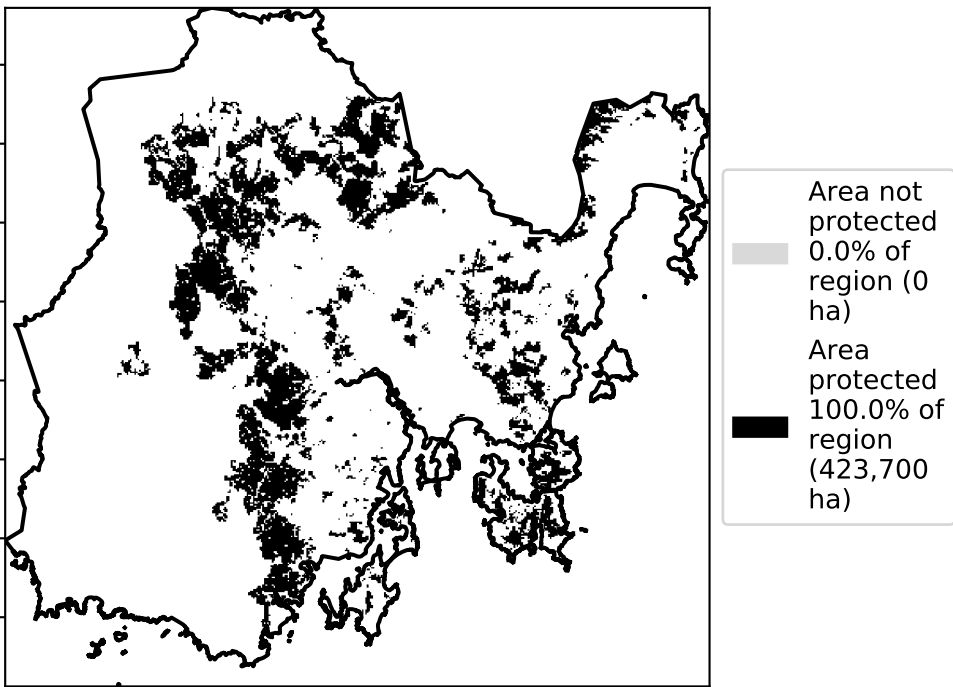 Area not
protected
0.0% of
region (0
ha)
Area
protected
100.0% of
region
(423,700
ha)